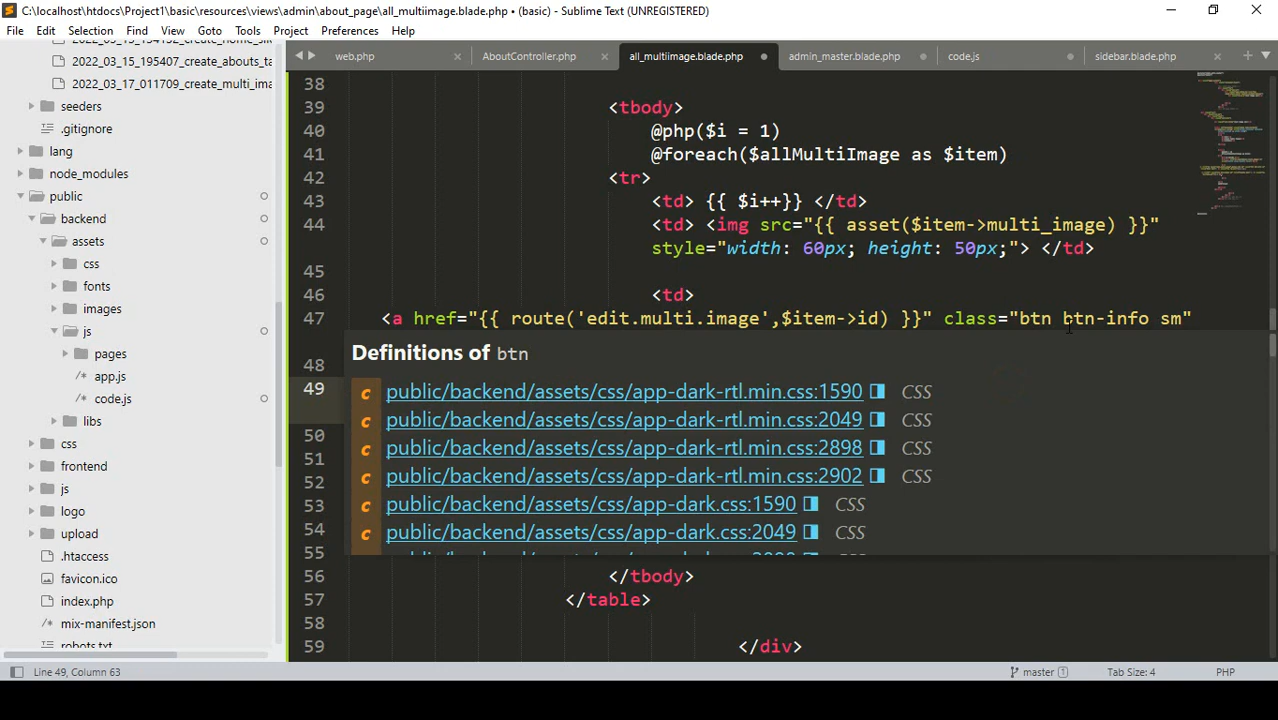 C:\localhost\htdocs\Project1\basic\resources\views\admin\about_page\all_multiimage.blade.php • (basic) - Sublime Text (UNREGISTERED)
File Edit Selection Find View Goto Tools Project Preferences Help
web.php AboutController.php all_multiimage.blade.php admin_master.blade.php code.js sidebar.blade.php
2022_03_15_195407_create_abouts_ta
2022_03_17_011709_create_multi_ima
seeders
.gitignore
lang
node_modules
public
backend
assets
css
fonts
images
js
pages
app.js
code.js
libs
css
frontend
js
logo
upload
.htaccess
favicon.ico
index.php
mix-manifest.json
robots.txt
38
39 <tbody>
40 @php($i = 1)
41 @foreach($allMultiImage as $item)
42 <tr>
43 <td> {{ $i++}} </td>
44 <td> <img src="{{ asset($item->multi_image) }}"
style="width: 60px; height: 50px;"> </td>
45
46 <td>
47 <a href="{{ route('edit.multi.image',$item->id) }}" class="btn btn-info sm"
Definitions of btn
48
c public/backend/assets/css/app-dark-rtl.min.css:1590 CSS
49
c public/backend/assets/css/app-dark-rtl.min.css:2049 CSS
50
c public/backend/assets/css/app-dark-rtl.min.css:2898 CSS
51
c public/backend/assets/css/app-dark-rtl.min.css:2902 CSS
52
c public/backend/assets/css/app-dark.css:1590 CSS
53
c public/backend/assets/css/app-dark.css:2049 CSS
54
55
56 </tbody>
57 </table>
58
59 </div>
Line 49, Column 63 master 1 Tab Size: 4 PHP